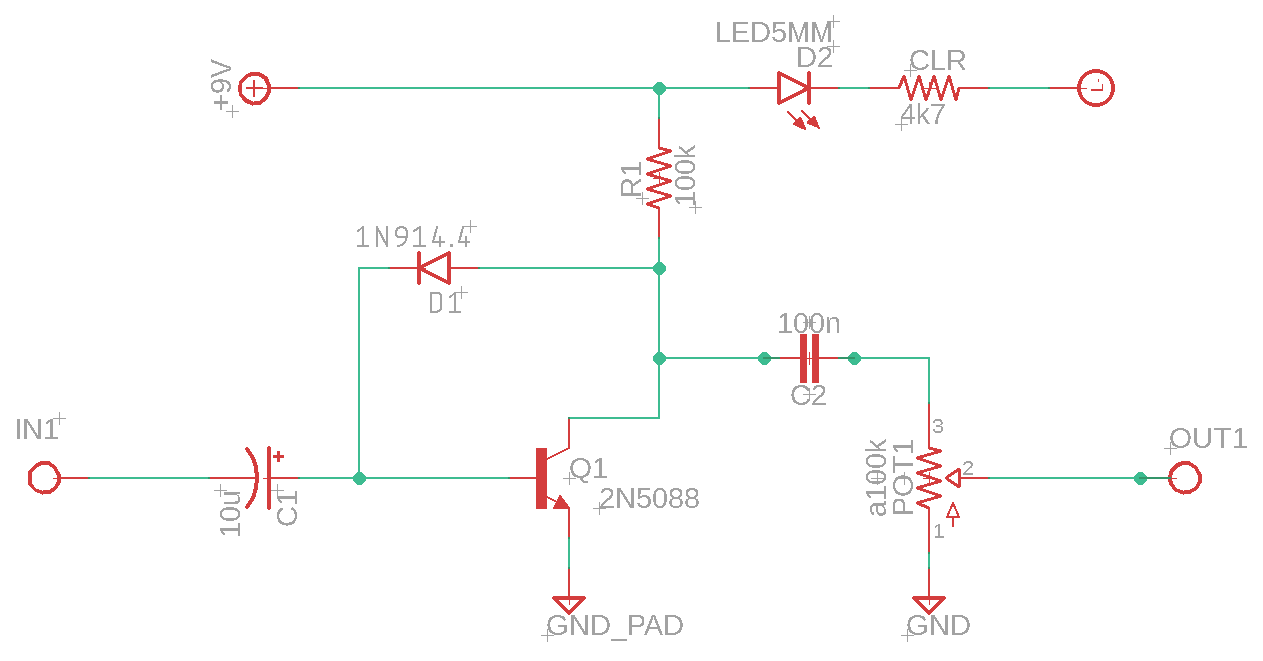 LED5MM
D2
CLR
+9V
L-
4k7
R1
100k
1N914.4
D1
100n
C2
IN1
3
OUT1
Q1
a100k
POT1
2
10u
C1
2N5088
1
GND_PAD
GND